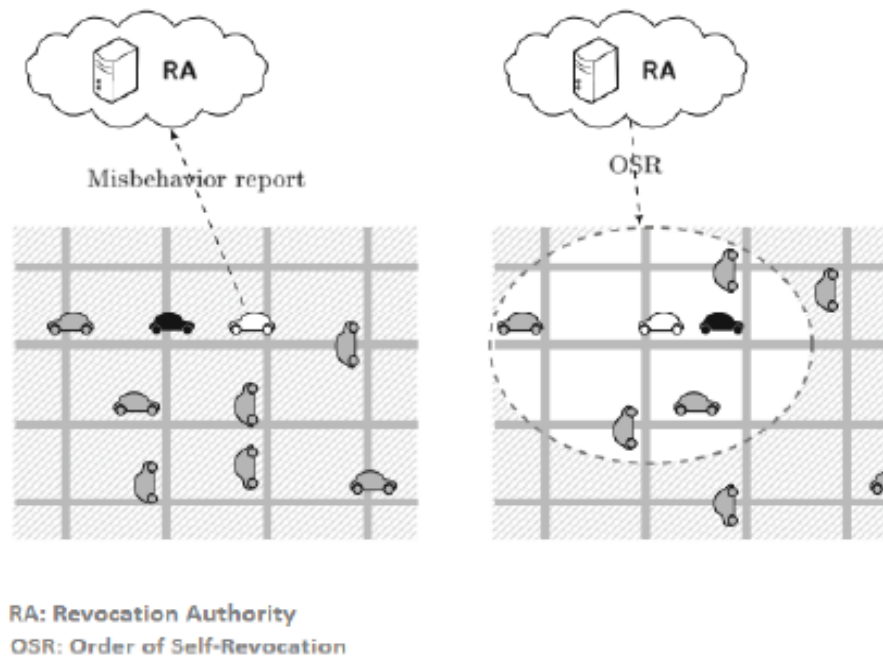 RA
RA
Misbehavior report
OSR
RA: Revocation Authority
OSR: Order of Self-Revocation